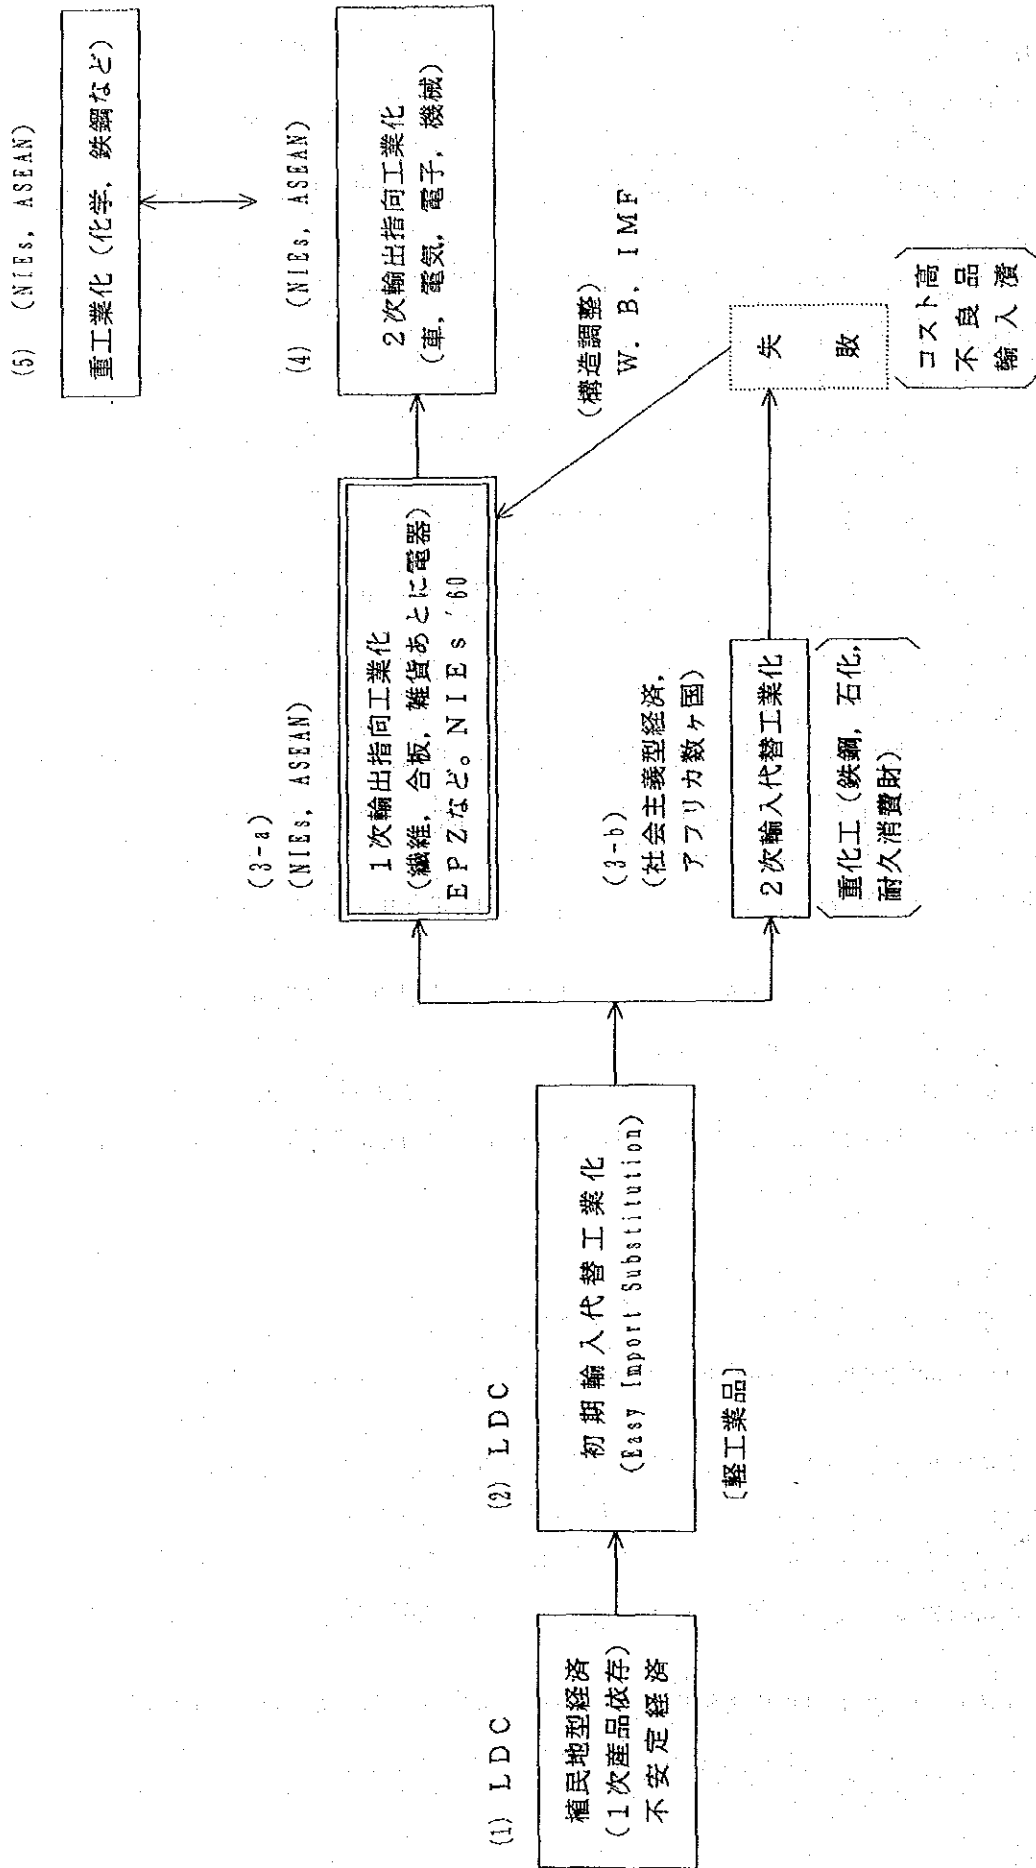 (1) LDC
植民地型経済
(1次産品依存)
不安定経済
(2) LDC
初期輸入代替工業化
(Easy Import Substitution)
〔軽工業品〕
(3-a)
(NIEs, ASEAN)
1次輸出指向工業化
(繊維, 合板, 雑貨あとに電器)
EPZなど。NIEs '60
(3-b)
(社会主義型経済,
アフリカ数ヶ国)
2次輸入代替工業化
重化工 (鉄鋼, 石化,
耐久消費財)
(構造調整)
W. B. IMF
失敗
コスト高
不良品
輸入漬
(4) (NIEs, ASEAN)
2次輸出指向工業化
(車, 電気, 電子, 機械)
(5) (NIEs, ASEAN)
重工業化 (化学, 鉄鋼など)